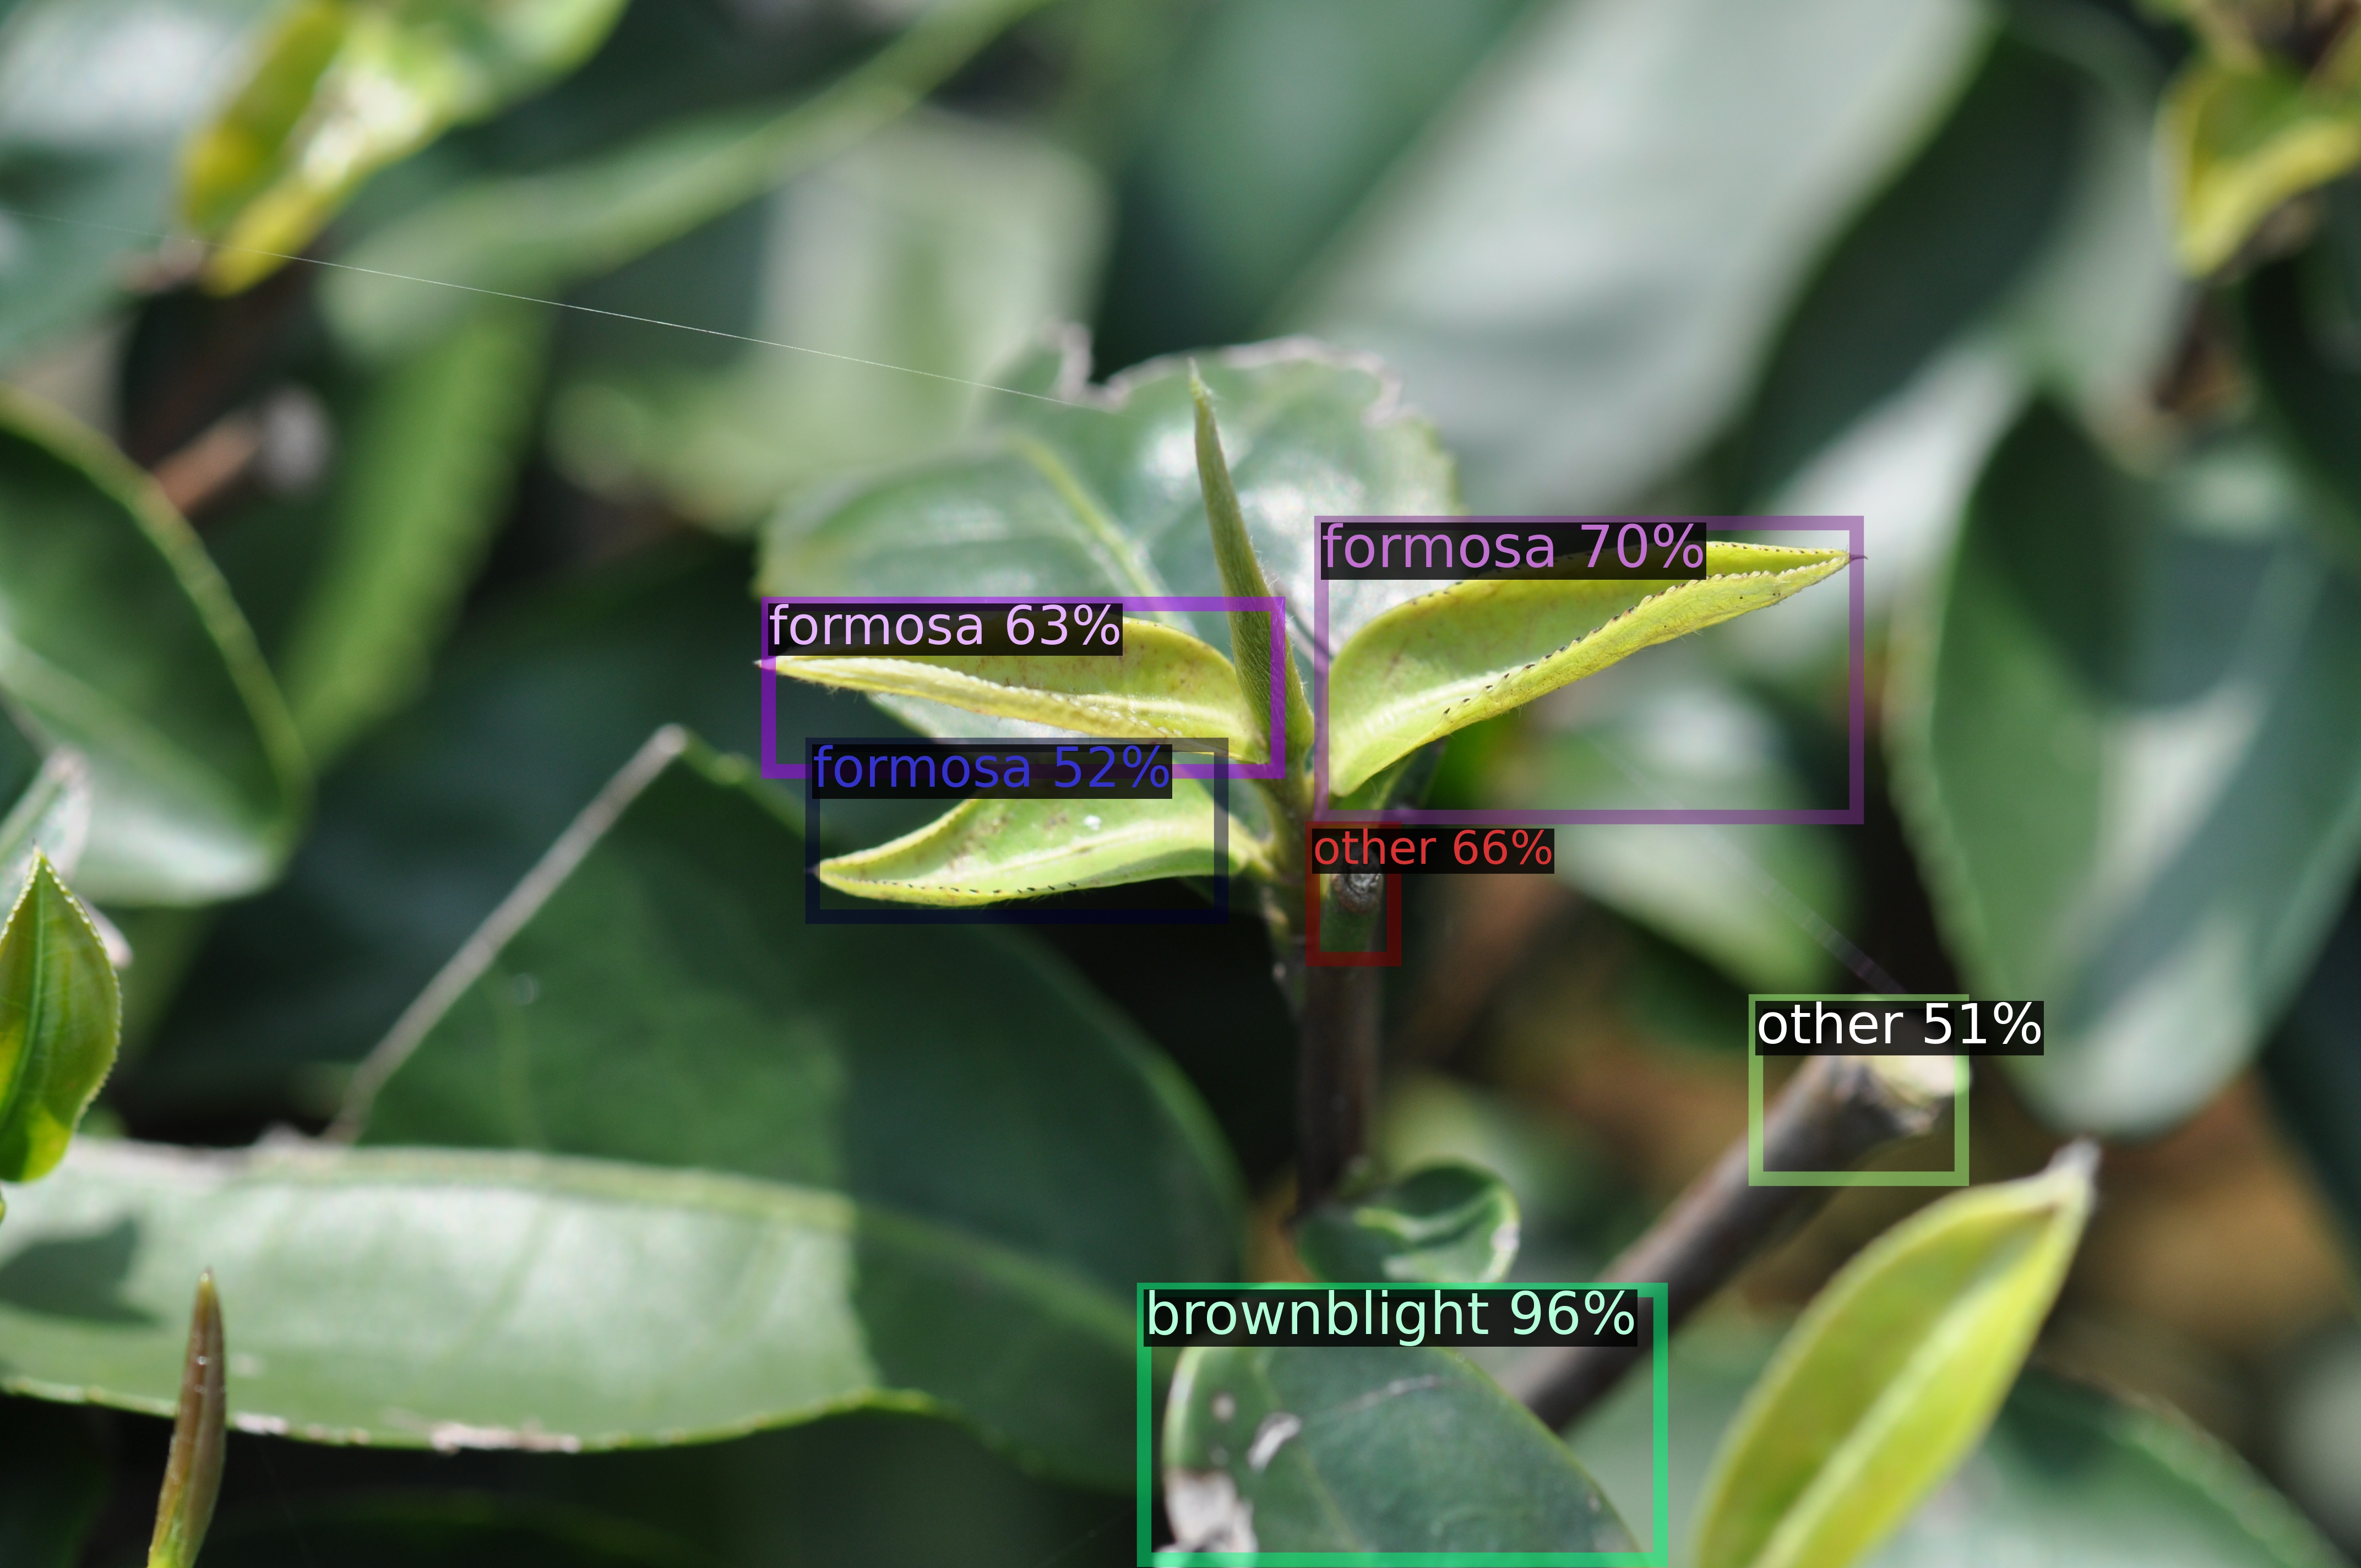 formosa 70%
formosa 63%
formosa 52%
other 66%
other 51%
brownblight 96%